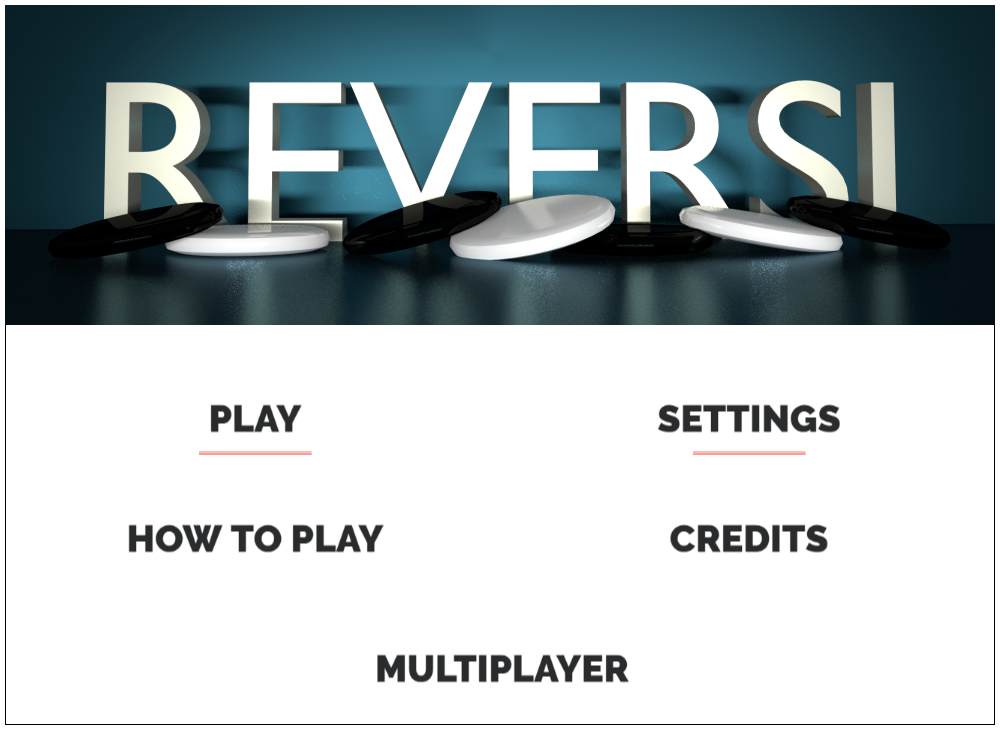 REVERSI
PLAY
SETTINGS
HOW TO PLAY
CREDITS
MULTIPLAYER